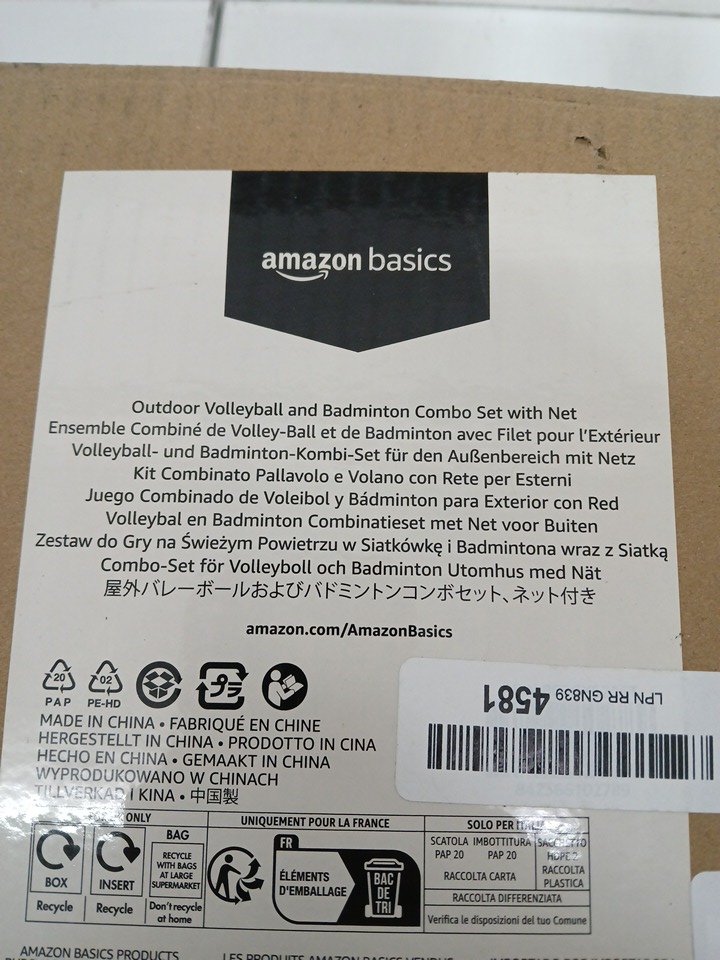 amazon basics
Outdoor Volleyball and Badminton Combo Set with Net
Ensemble Combiné de Volley-Ball et de Badminton avec Filet pour l'Extérieur
Volleyball- und Badminton-Kombi-Set für den Außenbereich mit Netz
Kit Combinato Pallavolo e Volano con Rete per Esterni
Juego Combinado de Voleibol y Bádminton para Exterior con Red
Volleybal en Badminton Combinatieset met Net voor Buiten
Zestaw do Gry na Świeżym Powietrzu w Siatkówkę i Badmintona wraz z Siatką
Combo-Set för Volleyboll och Badminton Utomhus med Nät
屋外バレーボールおよびバドミントンコンボセット、ネット付き
amazon.com/AmazonBasics
20 02 プラ
PAP PE-HD
LPN RR GN839 4581
MADE IN CHINA • FABRIQUÉ EN CHINE
HERGESTELLT IN CHINA • PRODOTTO IN CINA
HECHO EN CHINA • GEMAAKT IN CHINA
WYPRODUKOWANO W CHINACH
TILLVERKAD I KINA • 中国製
ONLY
BOX
Recycle
INSERT
Recycle
BAG
RECYCLE
WITH BAGS
AT LARGE
SUPERMARKET
Don't recycle
at home
UNIQUEMENT POUR LA FRANCE
FR
ÉLÉMENTS
D'EMBALLAGE
BAC
DE
TRI
SOLO PER
SCATOLA IMBOTTITURA SACCHETTO
PAP 20 PAP 20 HDPE 2
RACCOLTA CARTA RACCOLTA
PLASTICA
RACCOLTA DIFFERENZIATA
Verifica le disposizioni del tuo Comune
AMAZON BASICS PRODUCTS
LES PRODUITS AMAZON BASICS VENDUS